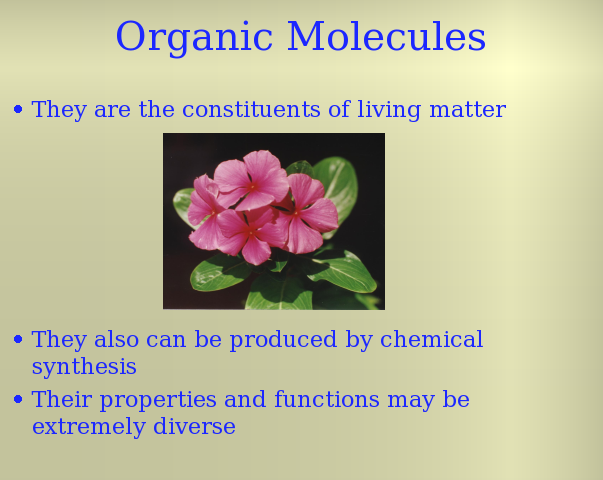 Organic Molecules
• They are the constituents of living matter
• They also can be produced by chemical
synthesis
• Their properties and functions may be
extremely diverse